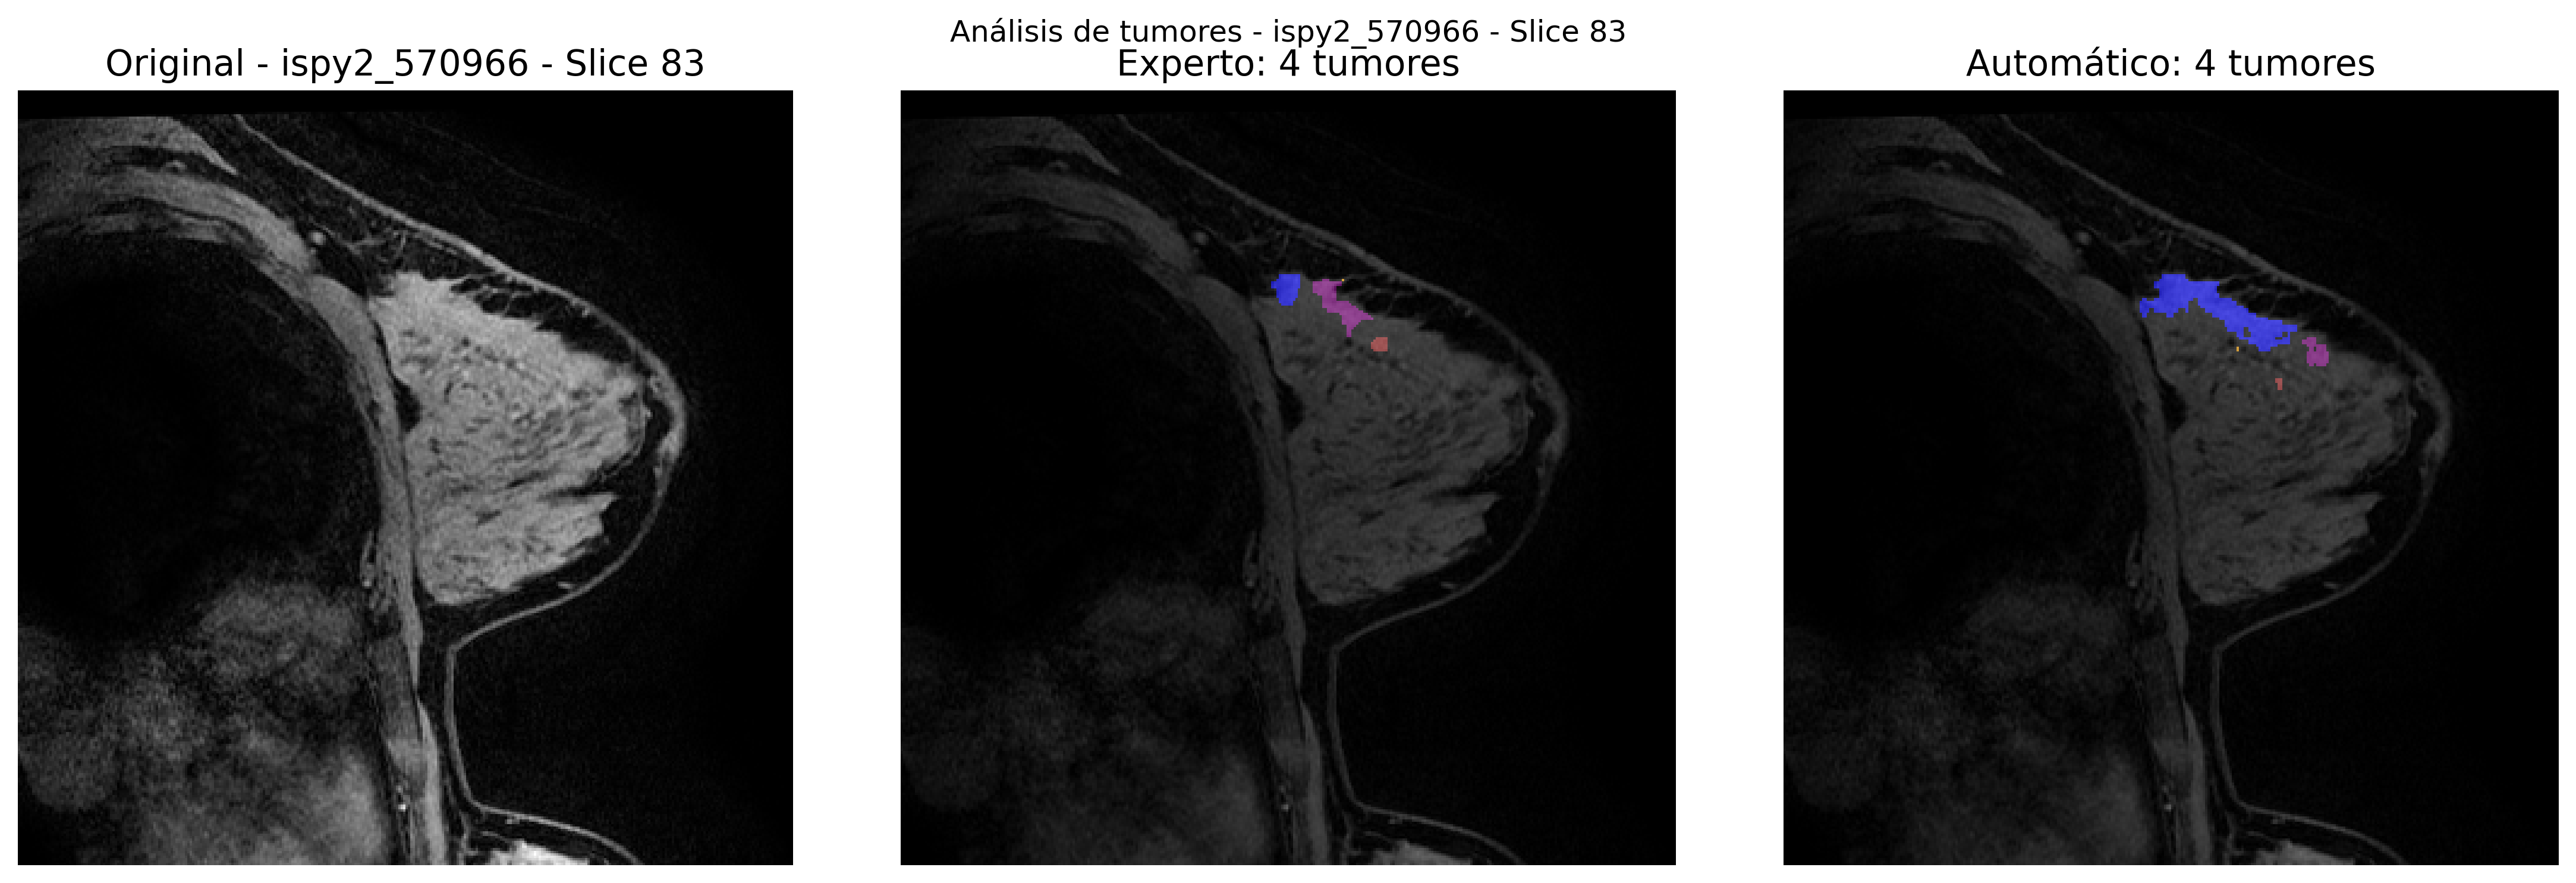 Análisis de tumores - ispy2_570966 - Slice 83
Original - ispy2_570966 - Slice 83
Experto: 4 tumores
Automático: 4 tumores